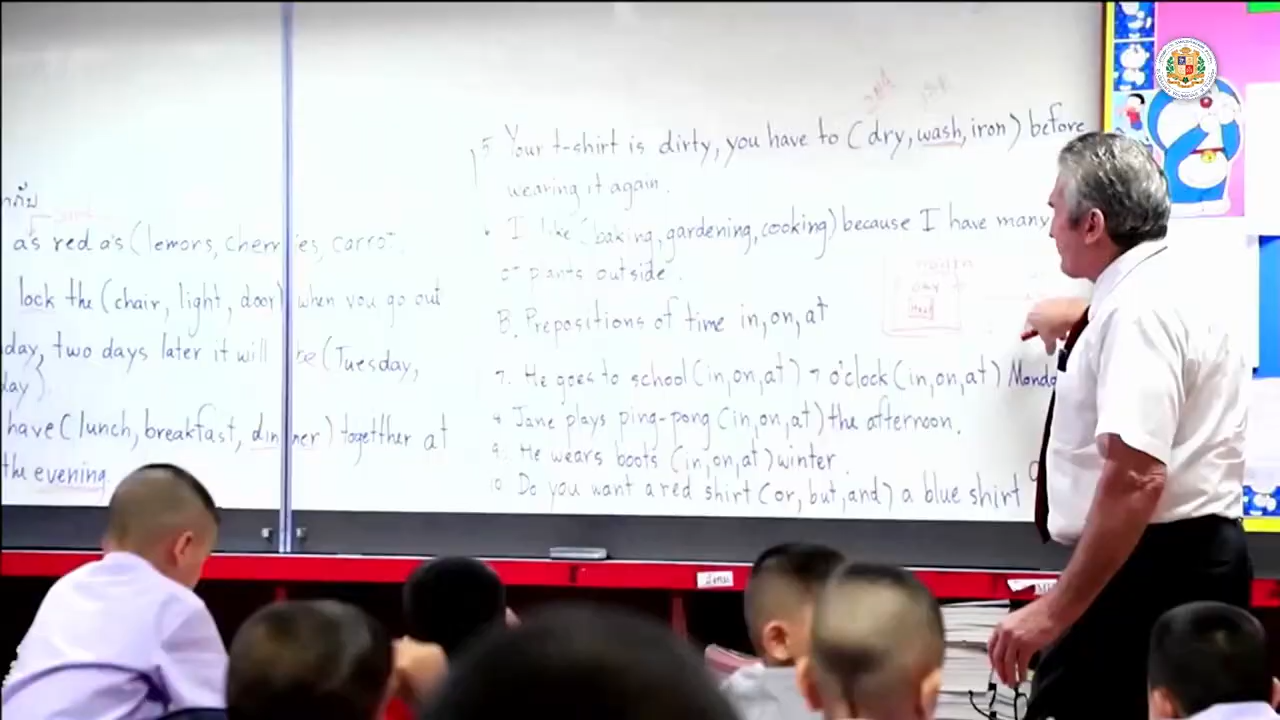 as red as (lemons, cherries, carrot
lock the (chair, light, door) when you go out
day, two days later it will be (Tuesday,
day).
have (lunch, breakfast, dinner) togetfher at
the evening.
5 Your t-shirt is dirty, you have to (dry, wash, iron) before
wearing it again.
I like (baking, gardening, cooking) because I have many
of plants outside.
B. Prepositions of time in, on, at
7. He goes to school (in, on, at) 7 o'clock (in, on, at) Monda
8 Jane plays ping-pong (in, on, at) the afternoon.
9. He wears boots (in, on, at) winter.
10 Do you want a red shirt (or, but, and) a blue shirt